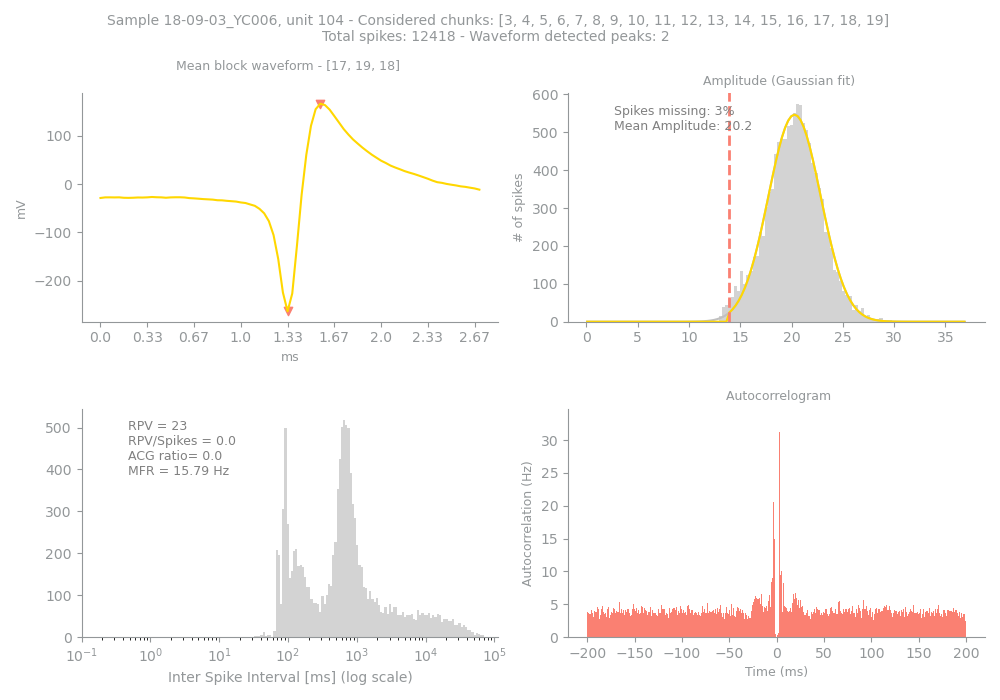 Sample 18-09-03_YC006, unit 104 - Considered chunks: [3, 4, 5, 6, 7, 8, 9, 10, 11, 12, 13, 14, 15, 16, 17, 18, 19]
Total spikes: 12418 - Waveform detected peaks: 2
Mean block waveform - [17, 19, 18]
100
0
−100
−200
mV
0.0 0.33 0.67 1.0 1.33 1.67 2.0 2.33 2.67
ms
Amplitude (Gaussian fit)
Spikes missing: 3%
Mean Amplitude: 20.2
600
500
400
300
200
100
0
# of spikes
0 5 10 15 20 25 30 35
RPV = 23
RPV/Spikes = 0.0
ACG ratio= 0.0
MFR = 15.79 Hz
500
400
300
200
100
0
10−1 100 101 102 103 104 105
Inter Spike Interval [ms] (log scale)
Autocorrelogram
30
25
20
15
10
5
0
Autocorrelation (Hz)
−200 −150 −100 −50 0 50 100 150 200
Time (ms)